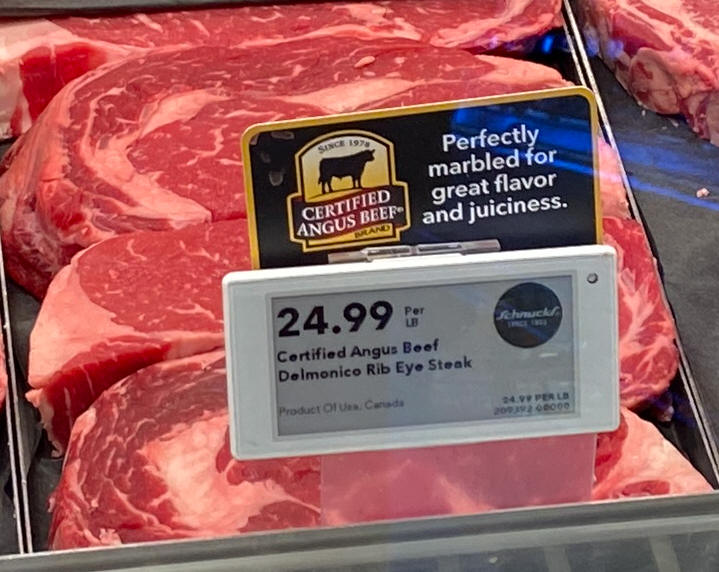 SINCE 1978
CERTIFIED
ANGUS BEEF®
BRAND
Perfectly
marbled for
great flavor
and juiciness.
24.99 Per
LB
Schnucks
Certified Angus Beef
Delmonico Rib Eye Steak
Product Of Usa, Canada
24.99 PER LB